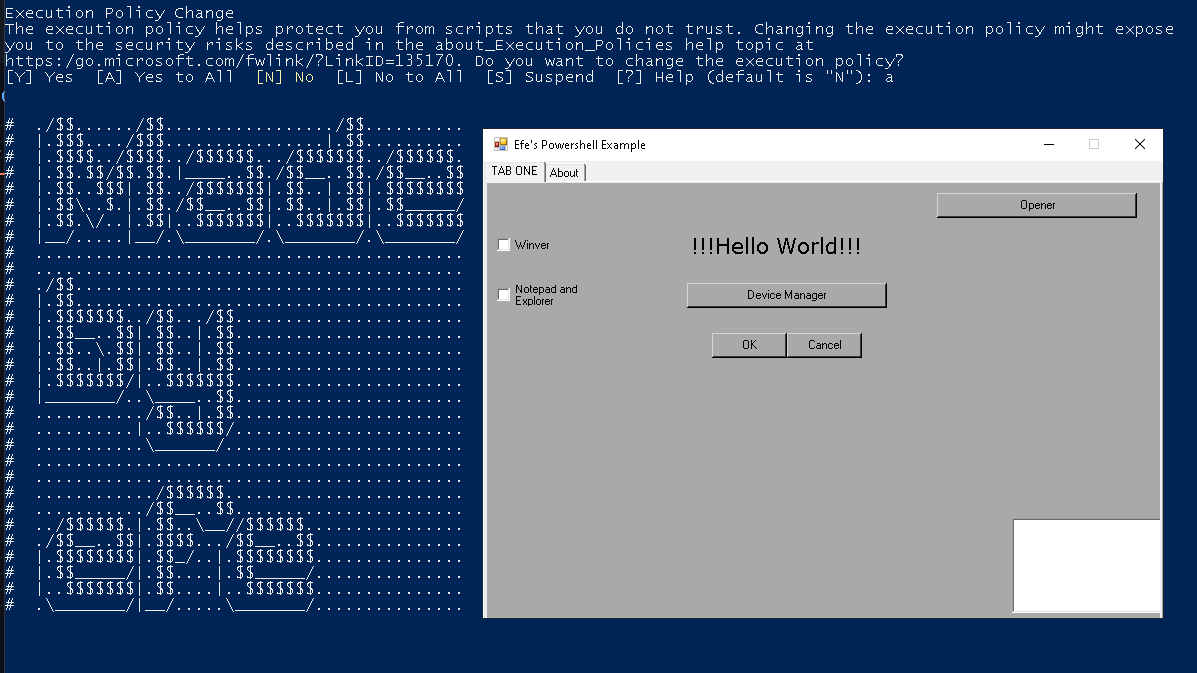 Execution Policy Change
The execution policy helps protect you from scripts that you do not trust. Changing the execution policy might expose
you to the security risks described in the about_Execution_Policies help topic at
https:/go.microsoft.com/fwlink/?LinkID=135170. Do you want to change the execution policy?
[Y] Yes  [A] Yes to All  [N] No  [L] No to All  [S] Suspend  [?] Help (default is "N"): a
Made
by
efe
Efe's Powershell Example
TAB ONE
About
Opener
Winver
!!!Hello World!!!
Notepad and
Explorer
Device Manager
OK
Cancel